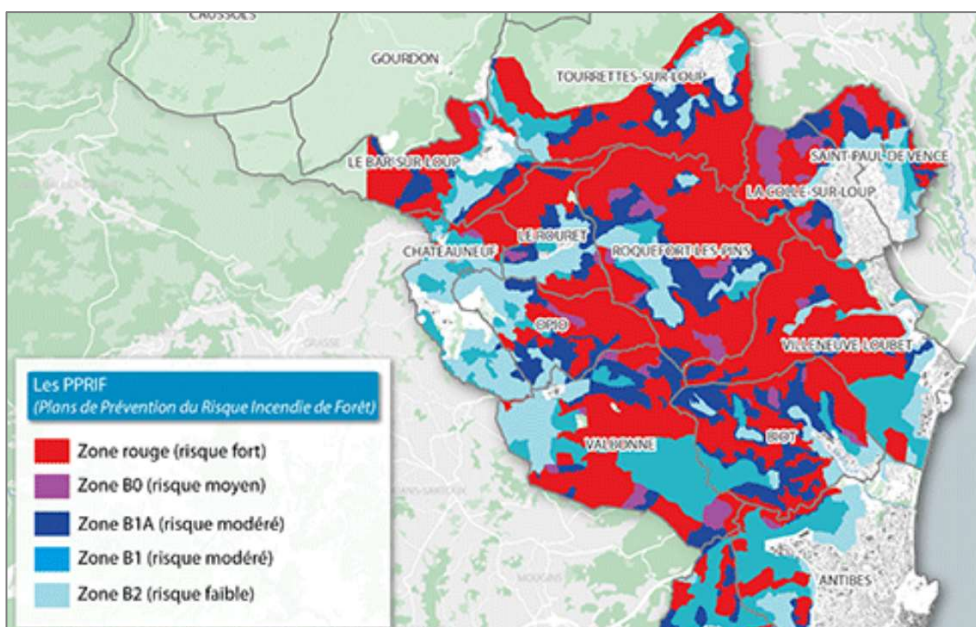 CAUSSOLS
GOURDON
TOURRETTES-SUR-LOUP
LE BAR-SUR-LOUP
SAINT-PAUL DE VENCE
LA COLLE-SUR-LOUP
CHATEAUNEUF
LE ROURET
ROQUEFORT-LES-PINS
GRASSE
OPIO
VILLENEUVE LOUBET
VALBONNE
BIOT
MOUGINS
ANTIBES
Les PPRIF
(Plans de Prévention du Risque Incendie de Forêt)
Zone rouge (risque fort)
Zone B0 (risque moyen)
Zone B1A (risque modéré)
Zone B1 (risque modéré)
Zone B2 (risque faible)